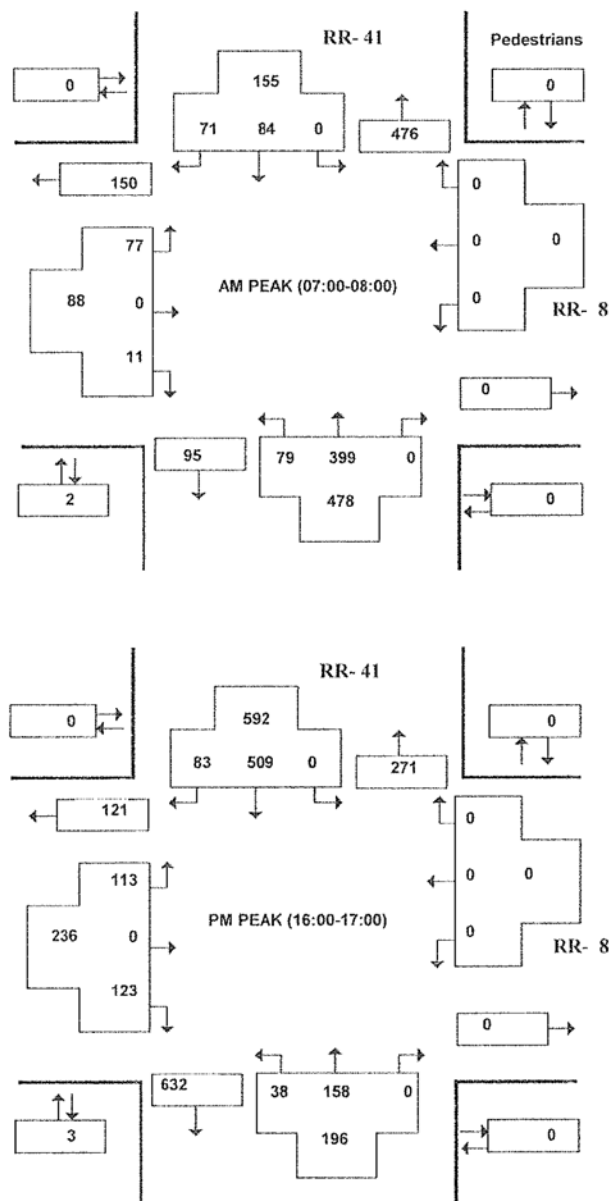 RR- 41
Pedestrians
0
155
0
71 84 0
476
150
0
77
0 0
AM PEAK (07:00-08:00)
88 0
0
RR- 8
11
0
95
79 399 0
478
2
0
RR- 41
0
592
0
83 509 0
271
121
0
113
0 0
PM PEAK (16:00-17:00)
236 0
0
RR- 8
123
0
632
38 158 0
196
3
0